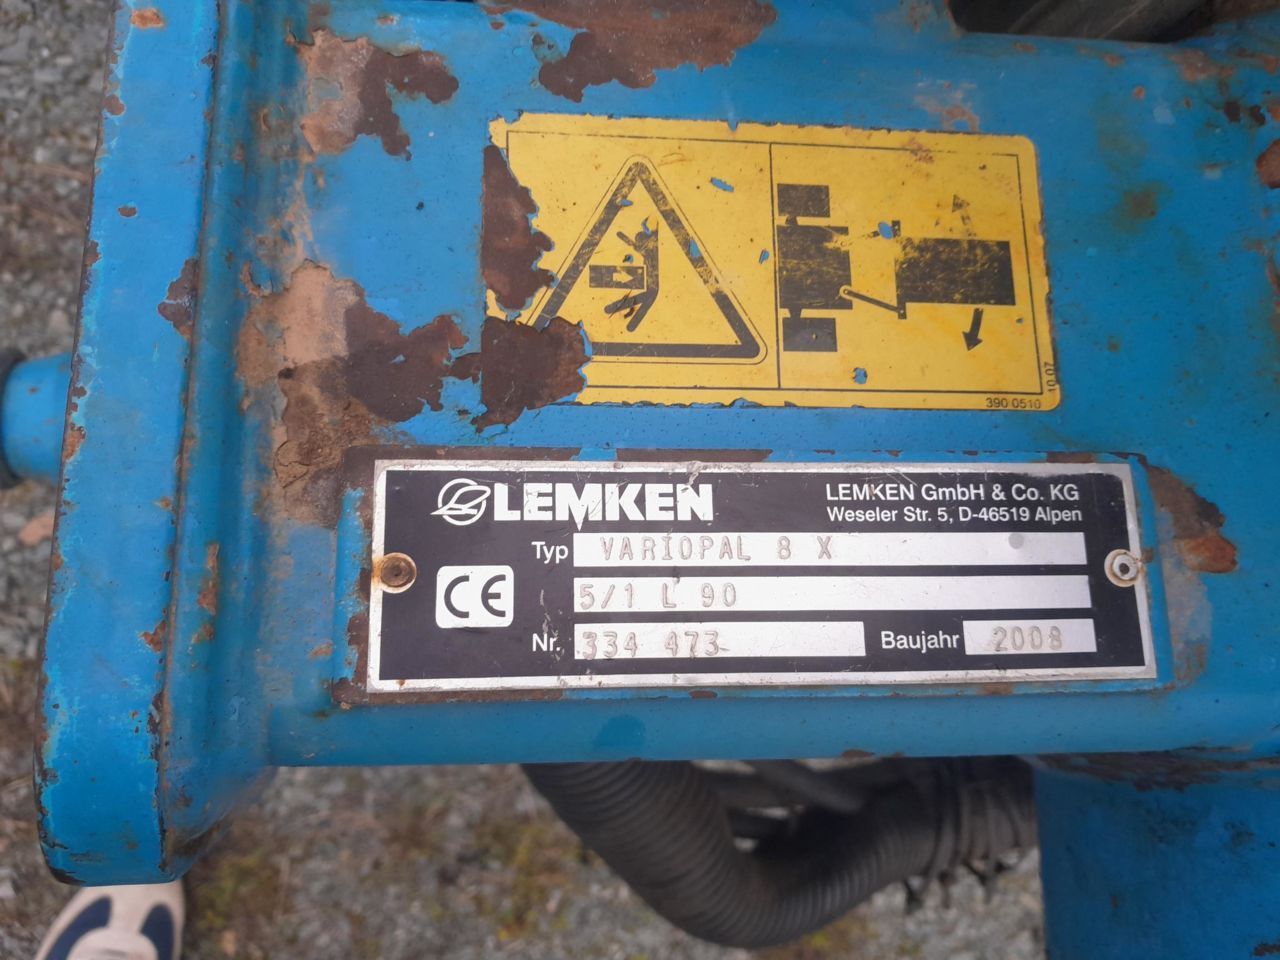 390 0510
10.07
LEMKEN
LEMKEN GmbH & Co. KG
Weseler Str. 5, D-46519 Alpen
Typ VARIOPAL 8 X
CE 5/1 L 90
Nr. 334 473 Baujahr 2008